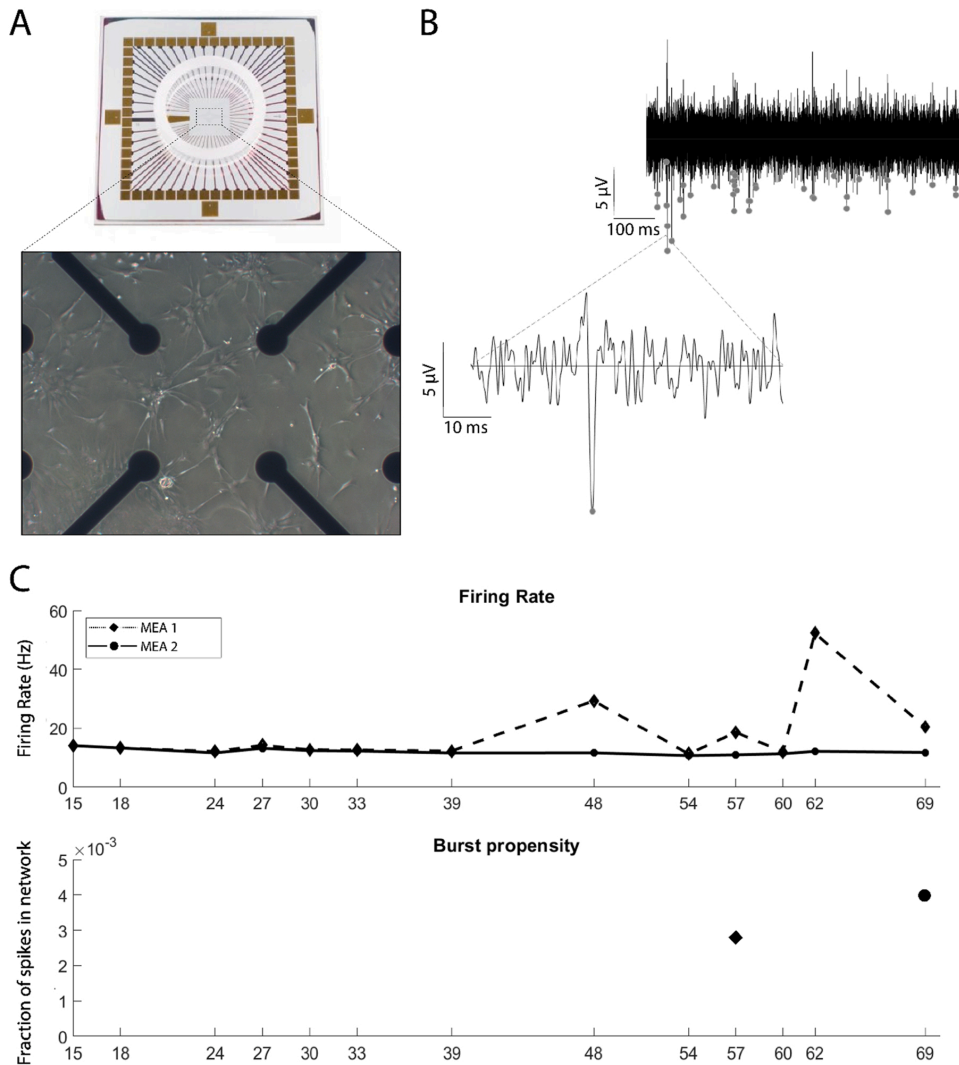 A
B
5 µV
100 ms
5 µV
10 ms
C
Firing Rate
Firing Rate (Hz)
60
40
20
0
MEA 1
MEA 2
15 18 24 27 30 33 39 48 54 57 60 62 69
Burst propensity
Fraction of spikes in network
×10⁻³
5
4
3
2
1
0
15 18 24 27 30 33 39 48 54 57 60 62 69